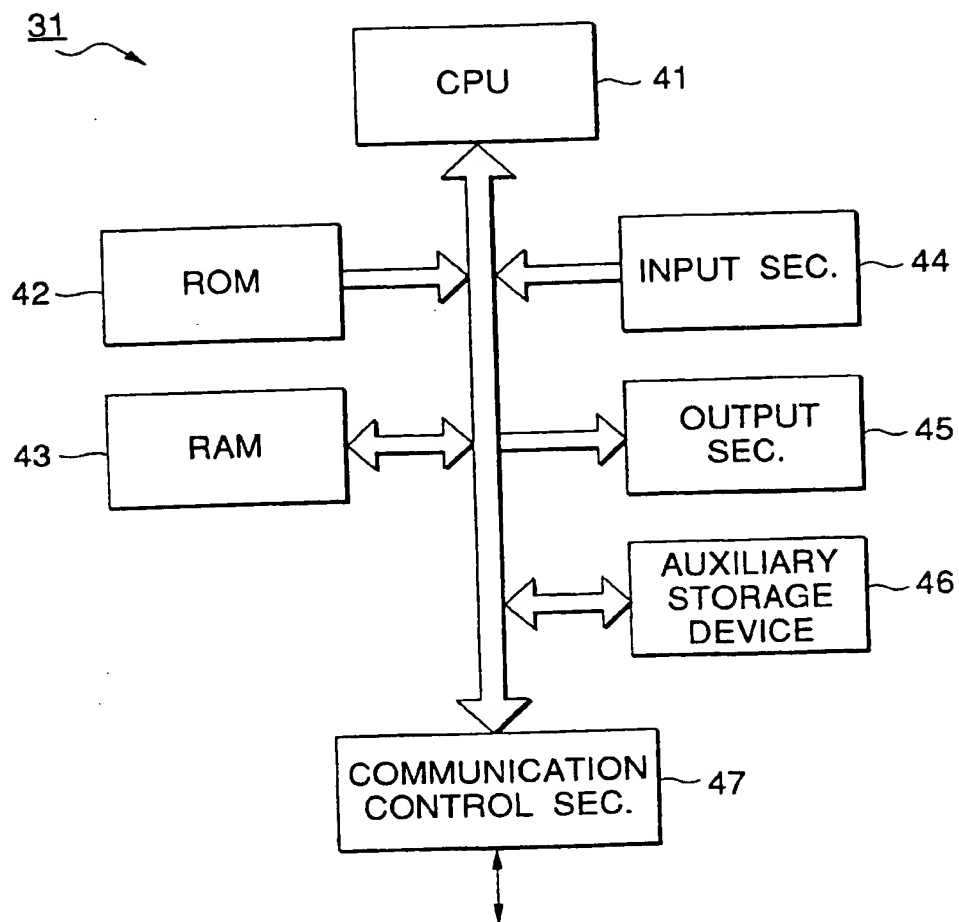 31
CPU
41
ROM
42
INPUT SEC.
44
RAM
43
OUTPUT
SEC.
45
AUXILIARY
STORAGE
DEVICE
46
COMMUNICATION
CONTROL SEC.
47